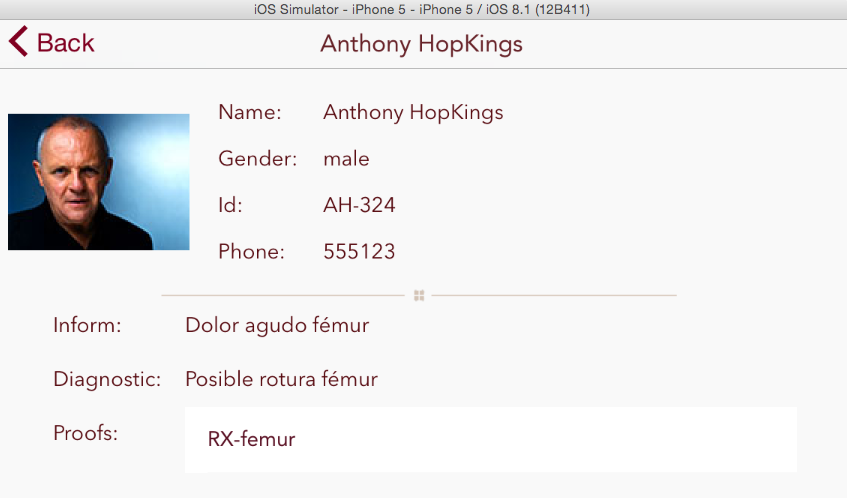 iOS Simulator - iPhone 5 - iPhone 5 / iOS 8.1 (12B411)
Back
Anthony HopKings
Name: Anthony HopKings
Gender: male
Id: AH-324
Phone: 555123
Inform: Dolor agudo fémur
Diagnostic: Posible rotura fémur
Proofs: RX-femur